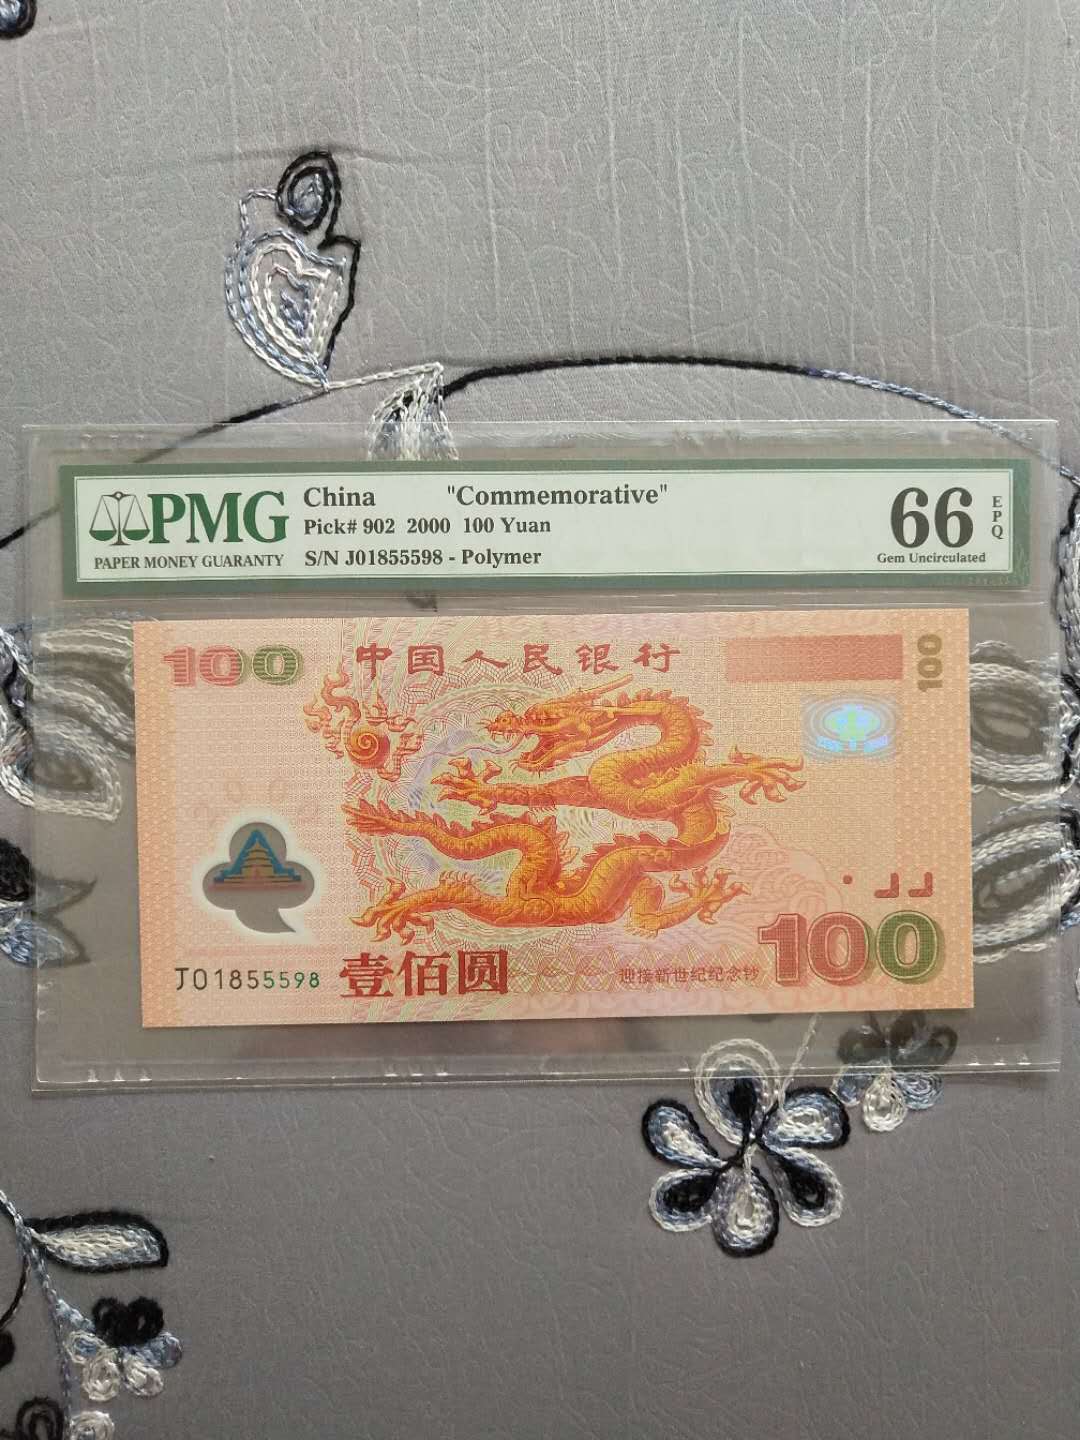 PMG
PAPER MONEY GUARANTY
China "Commemorative"
Pick# 902 2000 100 Yuan
S/N J01855598 - Polymer
66
EPQ
Gem Uncirculated
100
中国人民银行
100
J01855598
壹佰圆
迎接新世纪纪念钞
100